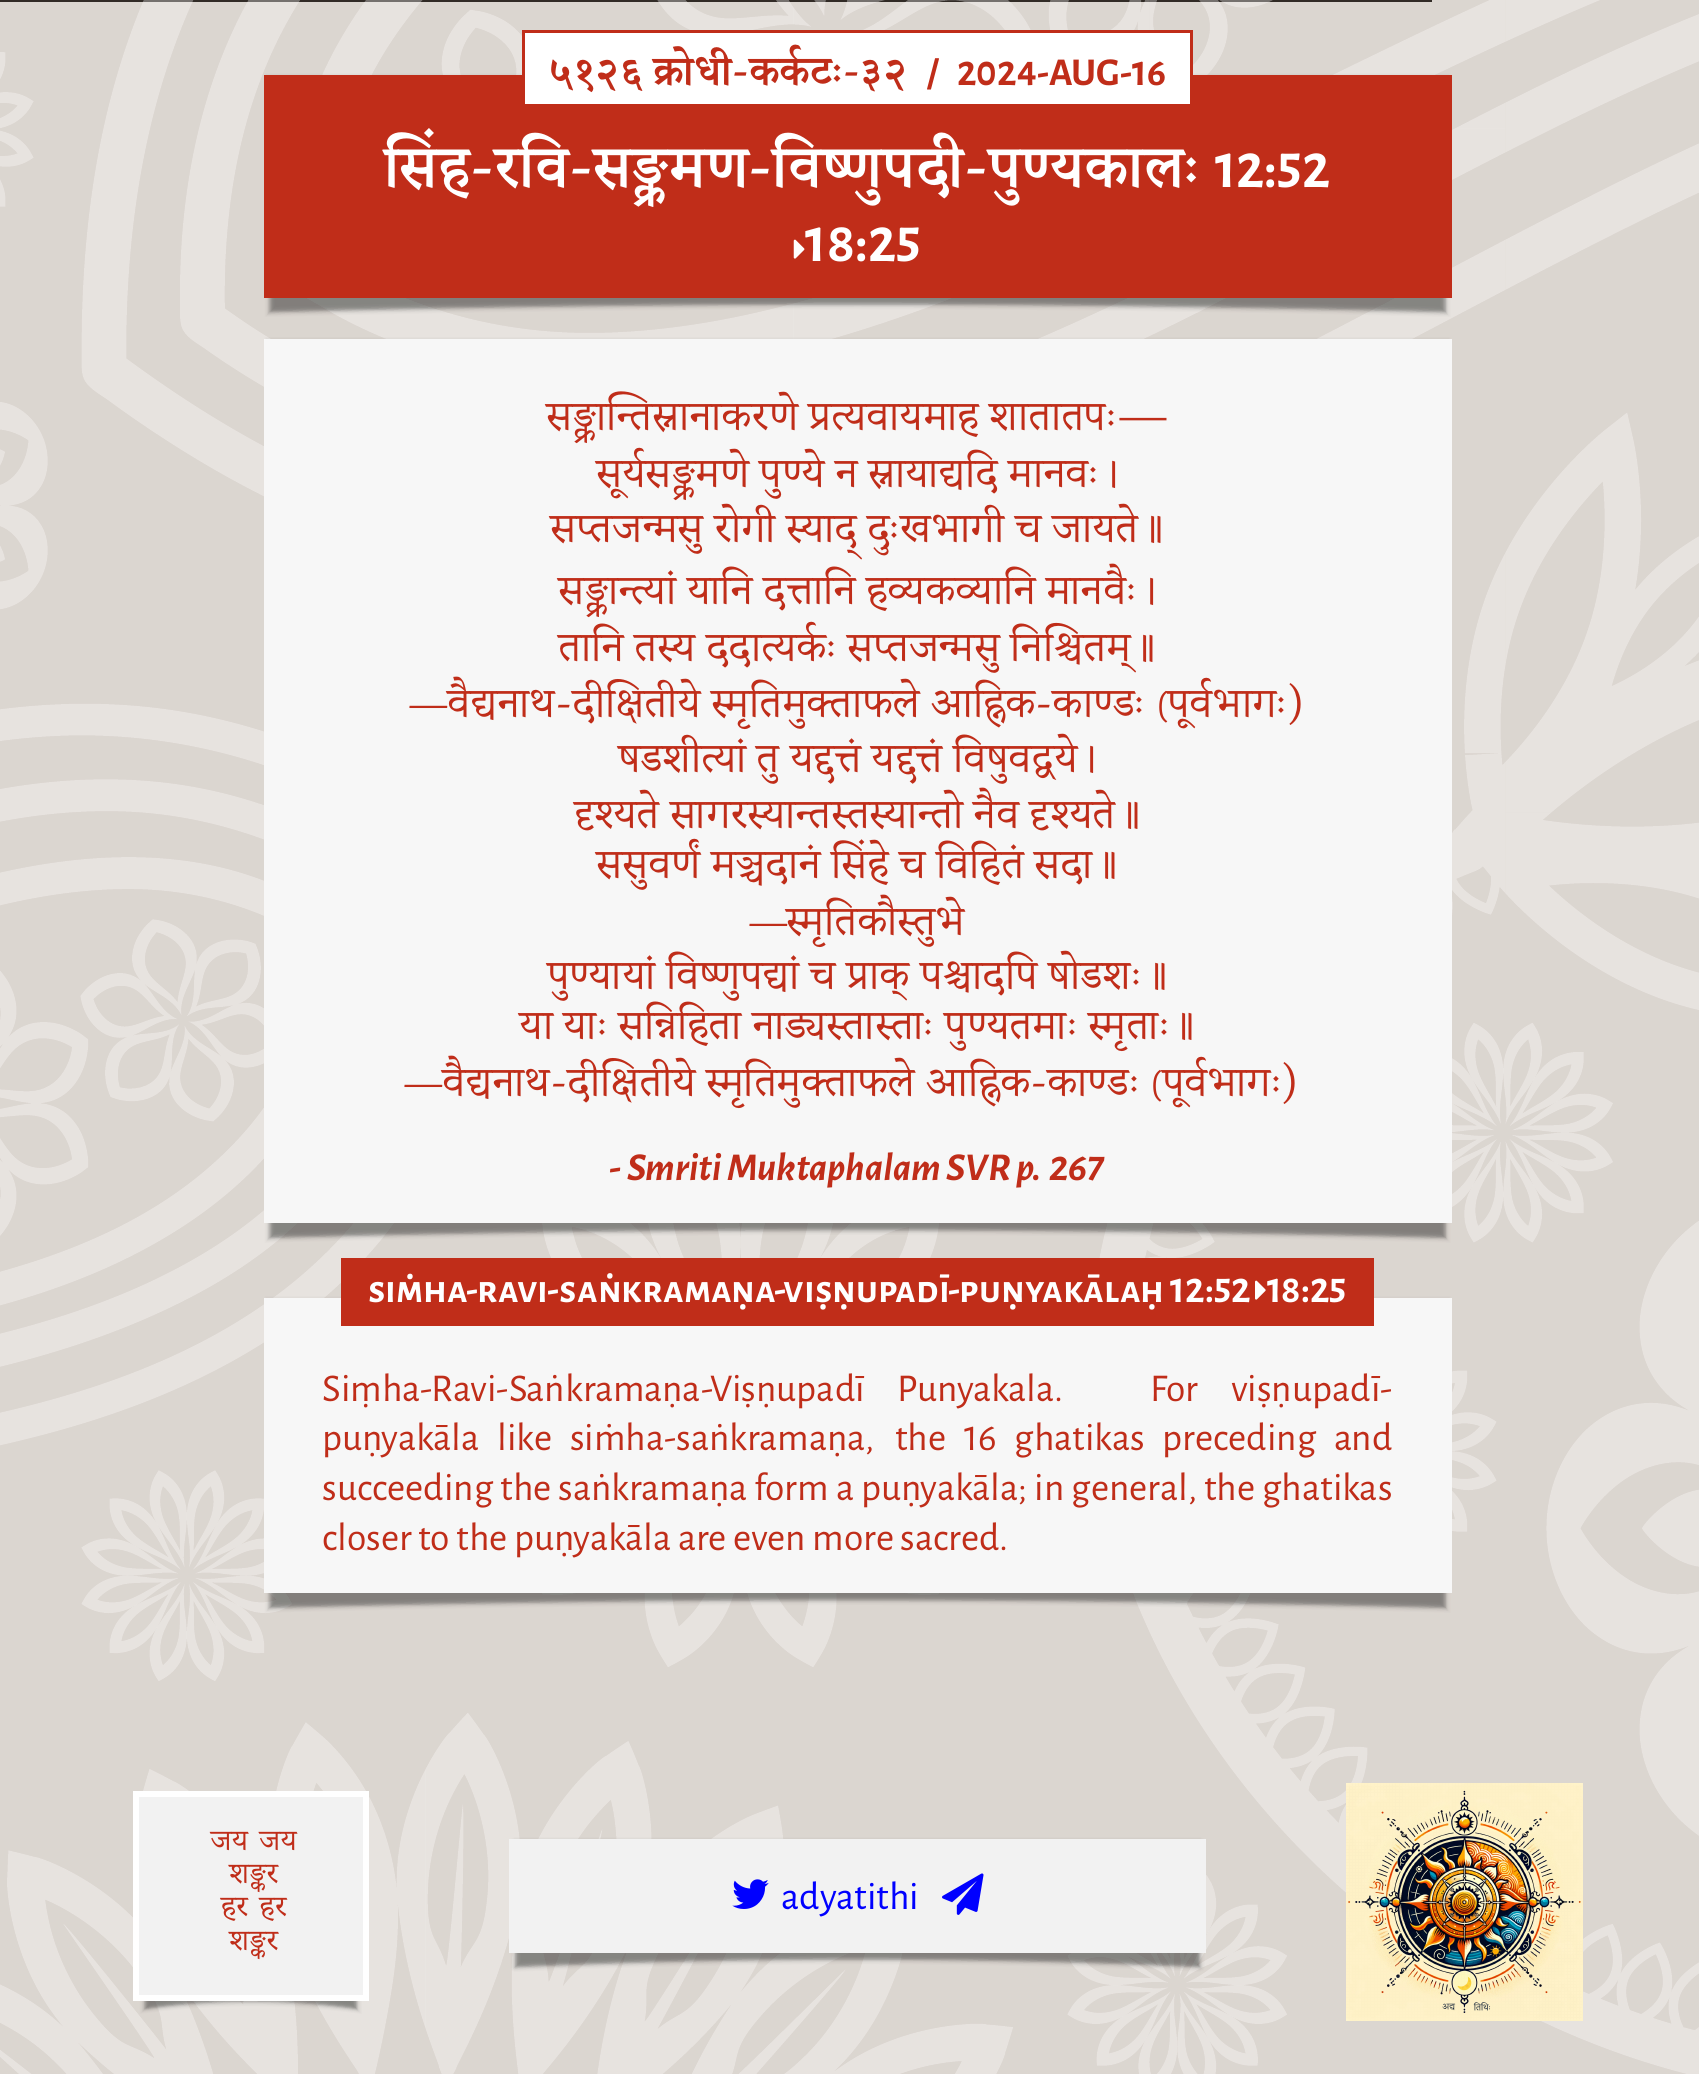 ५१२६ क्रोधी-कर्कटः-३२ / 2024-AUG-16
सिंह-रवि-सङ्क्रमण-विष्णुपदी-पुण्यकालः 12:52
▸18:25
सङ्क्रान्तिस्नानाकरणे प्रत्यवायमाह शातातपः—
सूर्यसङ्क्रमणे पुण्ये न स्नायाद्यदि मानवः।
सप्तजन्मसु रोगी स्याद् दुःखभागी च जायते॥
सङ्क्रान्त्यां यानि दत्तानि हव्यकव्यानि मानवैः।
तानि तस्य ददात्यर्कः सप्तजन्मसु निश्चितम्॥
—वैद्यनाथ-दीक्षितीये स्मृतिमुक्ताफले आह्निक-काण्डः (पूर्वभागः)
षडशीत्यां तु यद्दत्तं यद्दत्तं विषुवद्वये।
दृश्यते सागरस्यान्तस्तस्यान्तो नैव दृश्यते॥
ससुवर्णं मञ्चदानं सिंहे च विहितं सदा॥
—स्मृतिकौस्तुभे
पुण्यायां विष्णुपद्यां च प्राक् पश्चादपि षोडशः॥
या याः सन्निहिता नाड्यस्तास्ताः पुण्यतमाः स्मृताः॥
—वैद्यनाथ-दीक्षितीये स्मृतिमुक्ताफले आह्निक-काण्डः (पूर्वभागः)
- Smriti Muktaphalam SVR p. 267
SIṀHA-RAVI-SAṄKRAMAṆA-VIṢṆUPADĪ-PUṆYAKĀLAḤ 12:52▸18:25
Siṃha-Ravi-Saṅkramaṇa-Viṣṇupadī Punyakala. For viṣṇupadī-
puṇyakāla like siṁha-saṅkramaṇa, the 16 ghatikas preceding and
succeeding the saṅkramaṇa form a puṇyakāla; in general, the ghatikas
closer to the puṇyakāla are even more sacred.
जय जय
शङ्कर
हर हर
शङ्कर
adyatithi
अद्य तिथिः